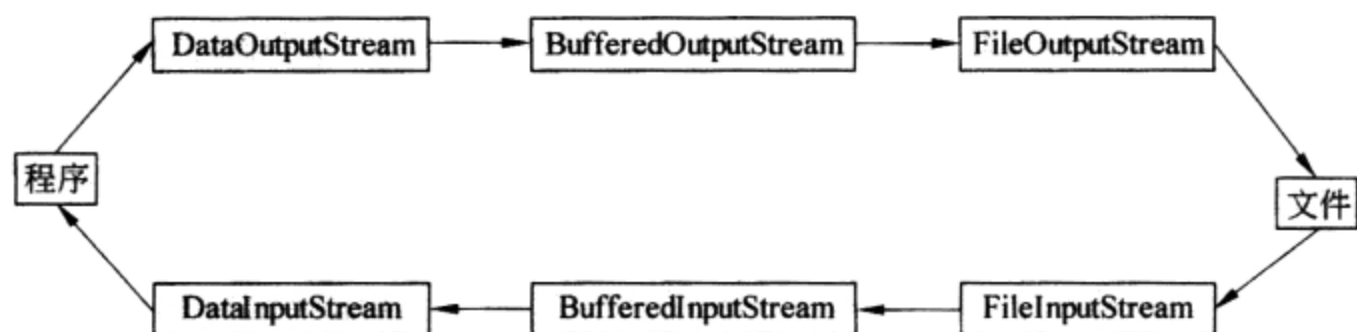 DataOutputStream BufferedOutputStream FileOutputStream
程序 文件
DataInputStream BufferedInputStream FileInputStream